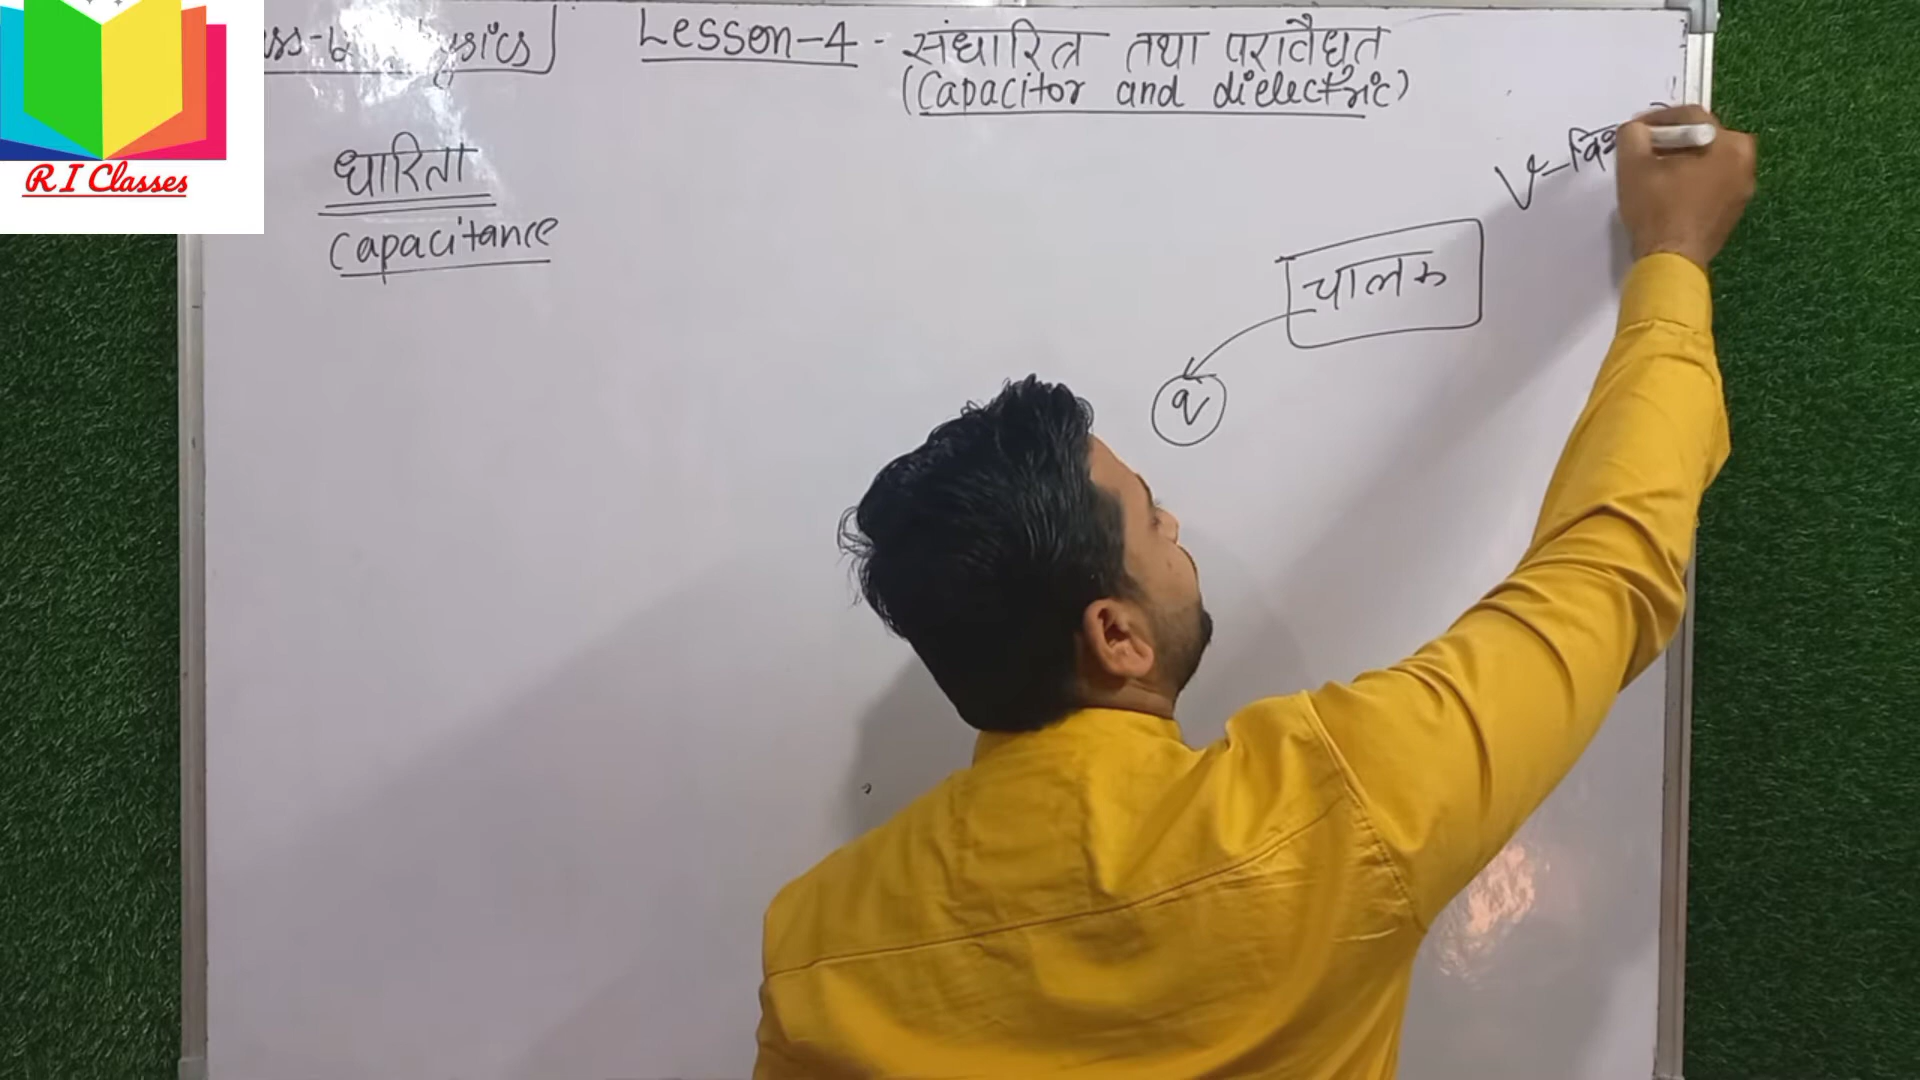 Lesson-4 - संधारित्र तथा परावैद्युत
(Capacitor and dielectric)
R I Classes
धारिता
Capacitance
V-
चालक
q